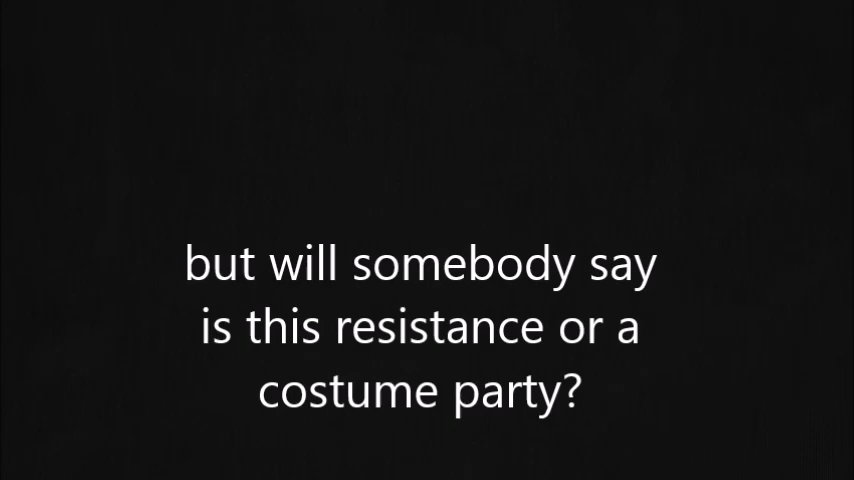 but will somebody say
is this resistance or a
costume party?